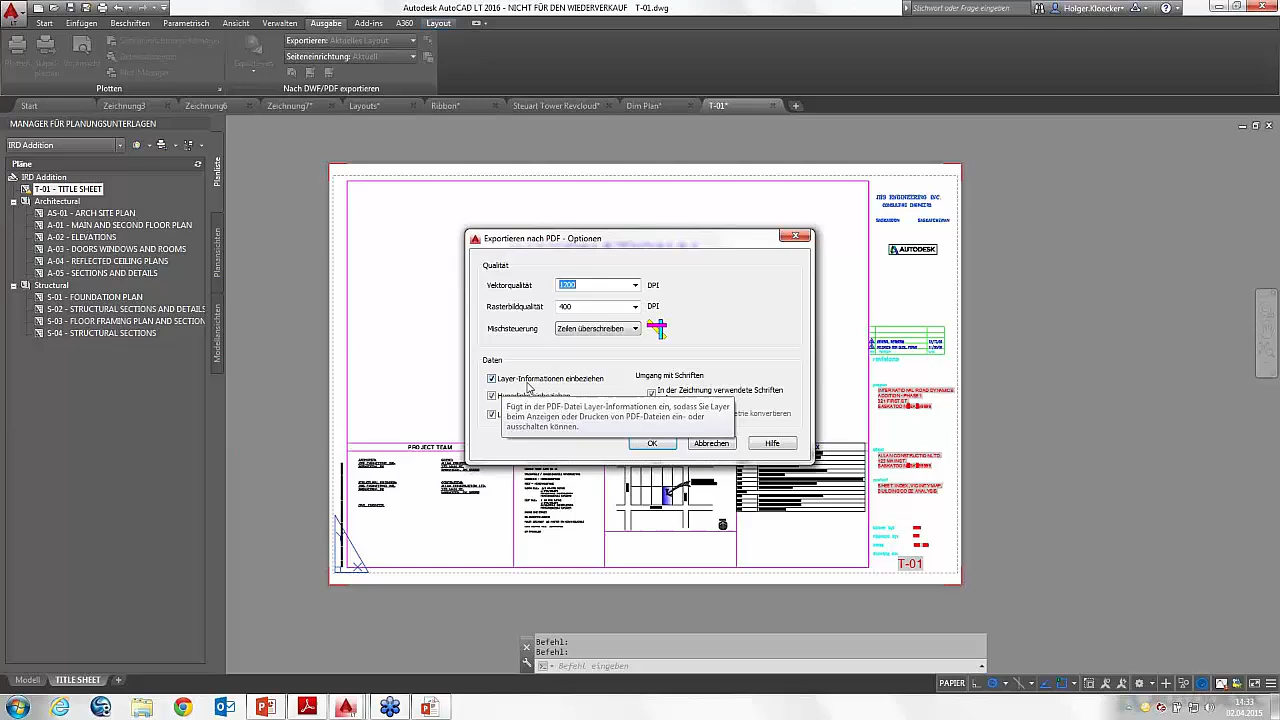 Autodesk AutoCAD LT 2016 - NICHT FÜR DEN WIEDERVERKAUF T-01.dwg
Stichwort oder Frage eingeben
Holger.Kloecker...
Start Einfügen Beschriften Parametrisch Ansicht Verwalten Ausgabe Add-ins A360 Layout
Exportieren: Aktuelles Layout
Seiteneinrichtung: Aktuell
Plotten
Nach DWF/PDF exportieren
Start Zeichnung3 Zeichnung6 Zeichnung7* Layouts* Ribbon* Steuart Tower Revcloud* Dim Plan* T-01*
MANAGER FÜR PLANUNGSUNTERLAGEN
IRD Addition
Pläne
IRD Addition
T-01 - TITLE SHEET
Architectural
AS-01 - ARCH SITE PLAN
A-01 - MAIN AND SECOND FLOOR PLAN
A-02 - ELEVATIONS
A-03 - DOORS WINDOWS AND ROOMS
A-04 - REFLECTED CEILING PLANS
A-05 - SECTIONS AND DETAILS
Structural
S-01 - FOUNDATION PLAN
S-02 - STRUCTURAL SECTIONS AND DETAILS
S-03 - FLOOR FRAMING PLAN AND SECTION
S-04 - STRUCTURAL SECTIONS
Planliste
Planansichten
Modellansichten
Exportieren nach PDF - Optionen
Qualität
Vektorqualität 1200 DPI
Rasterbildqualität 400 DPI
Mischsteuerung Zeilen überschreiben
Daten
Layer-Informationen einbeziehen
Umgang mit Schriften
In der Zeichnung verwendete Schriften
Fügt in der PDF-Datei Layer-Informationen ein, sodass Sie Layer
beim Anzeigen oder Drucken von PDF-Dateien ein- oder
ausschalten können.
konvertieren
OK Abbrechen Hilfe
PROJECT TEAM
AUTODESK
SASKATOON SASKATCHEWAN
T-01
Befehl:
Befehl:
Befehl eingeben
Modell TITLE SHEET
PAPIER
14:33
02.04.2015